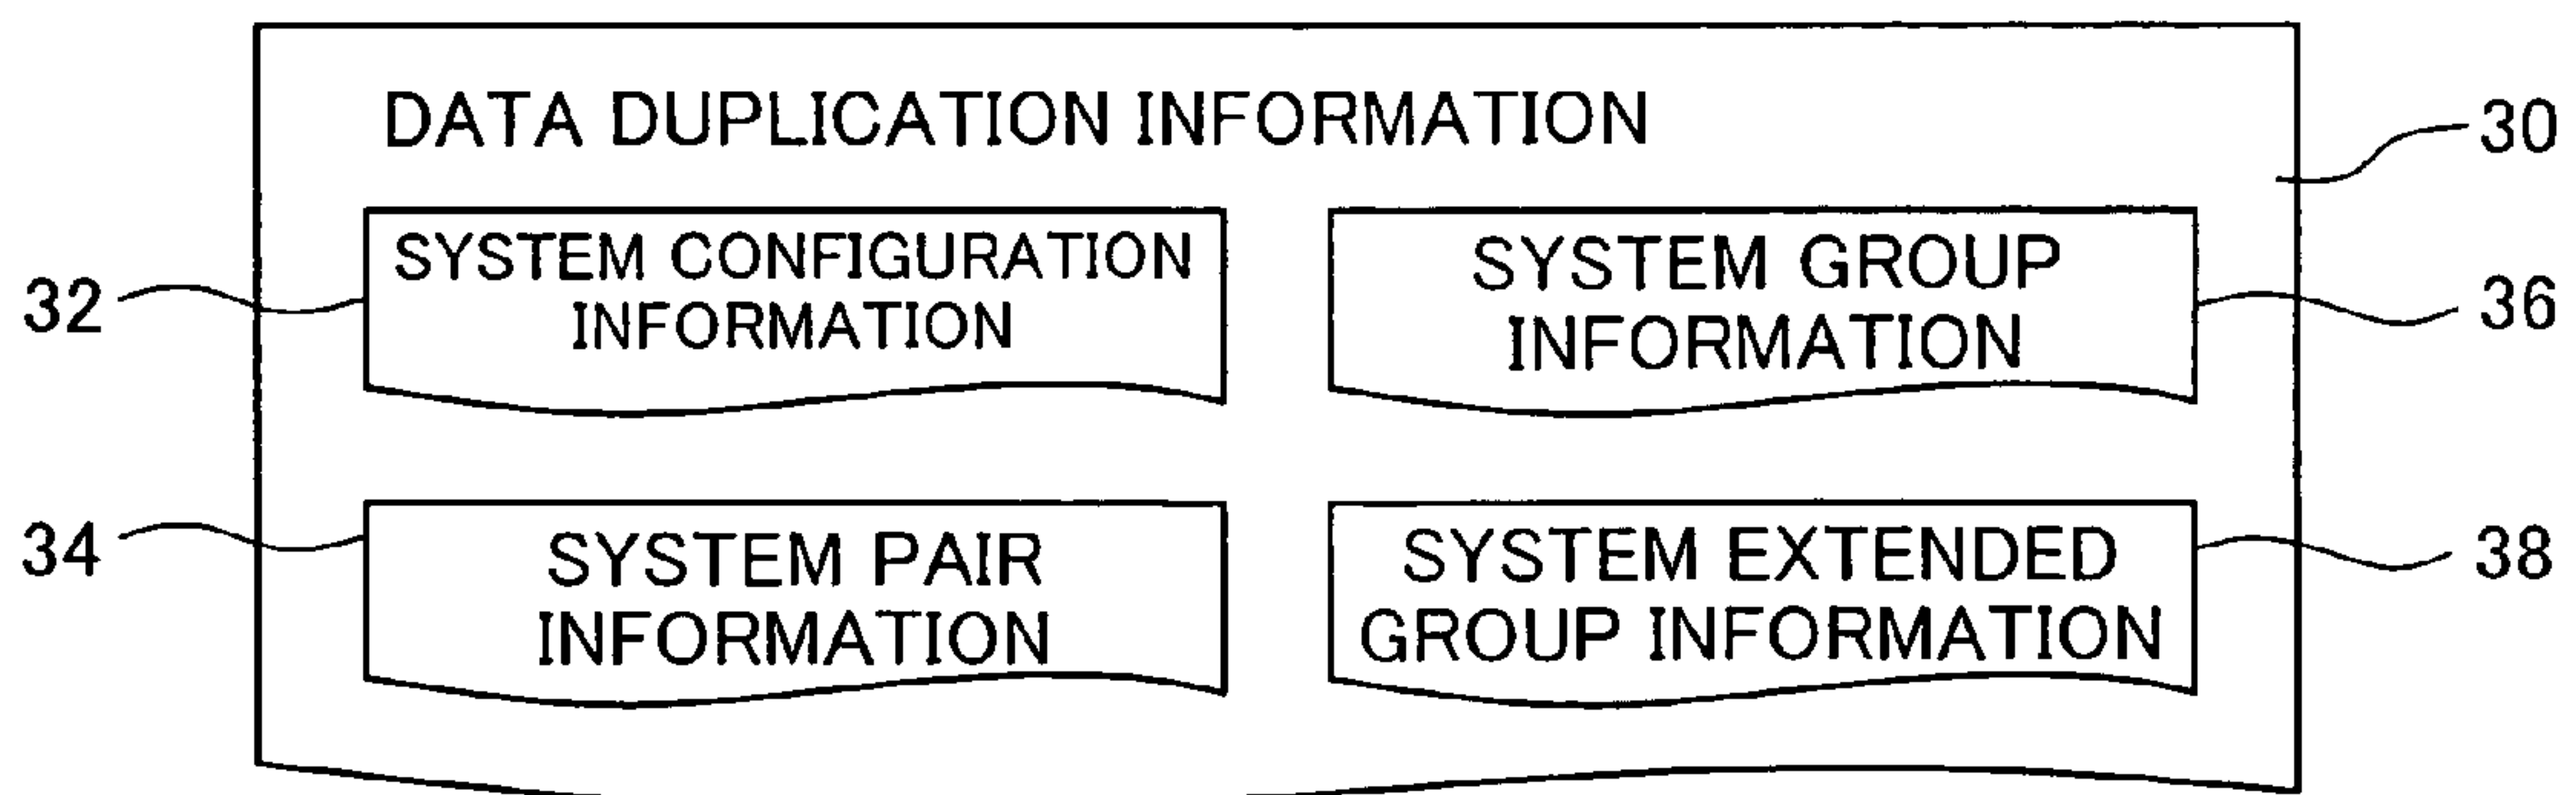 DATA DUPLICATION INFORMATION
30
32
SYSTEM CONFIGURATION
INFORMATION
SYSTEM GROUP
INFORMATION
36
34
SYSTEM PAIR
INFORMATION
SYSTEM EXTENDED
GROUP INFORMATION
38